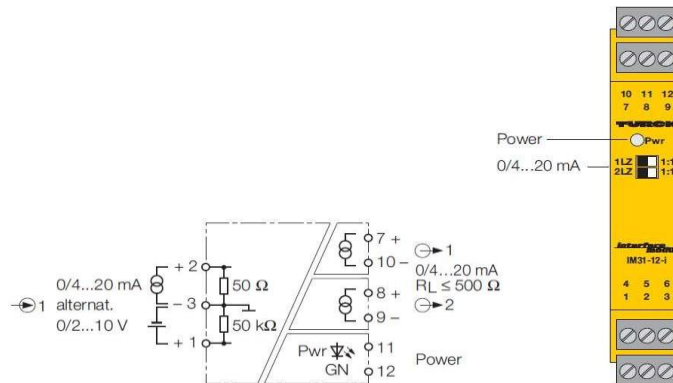 10 11 12
7 8 9
TURCK
Power
Pwr
0/4...20 mA
1LZ 1:1
2LZ 1:1
interface
IM31-12-i
4 5 6
1 2 3
7 +
1
10 –
0/4...20 mA
RL ≤ 500 Ω
8 +
2
9 –
+ 2
0/4...20 mA
50 Ω
1 alternat.
– 3
0/2...10 V
50 kΩ
+ 1
Pwr
GN
11
12
Power